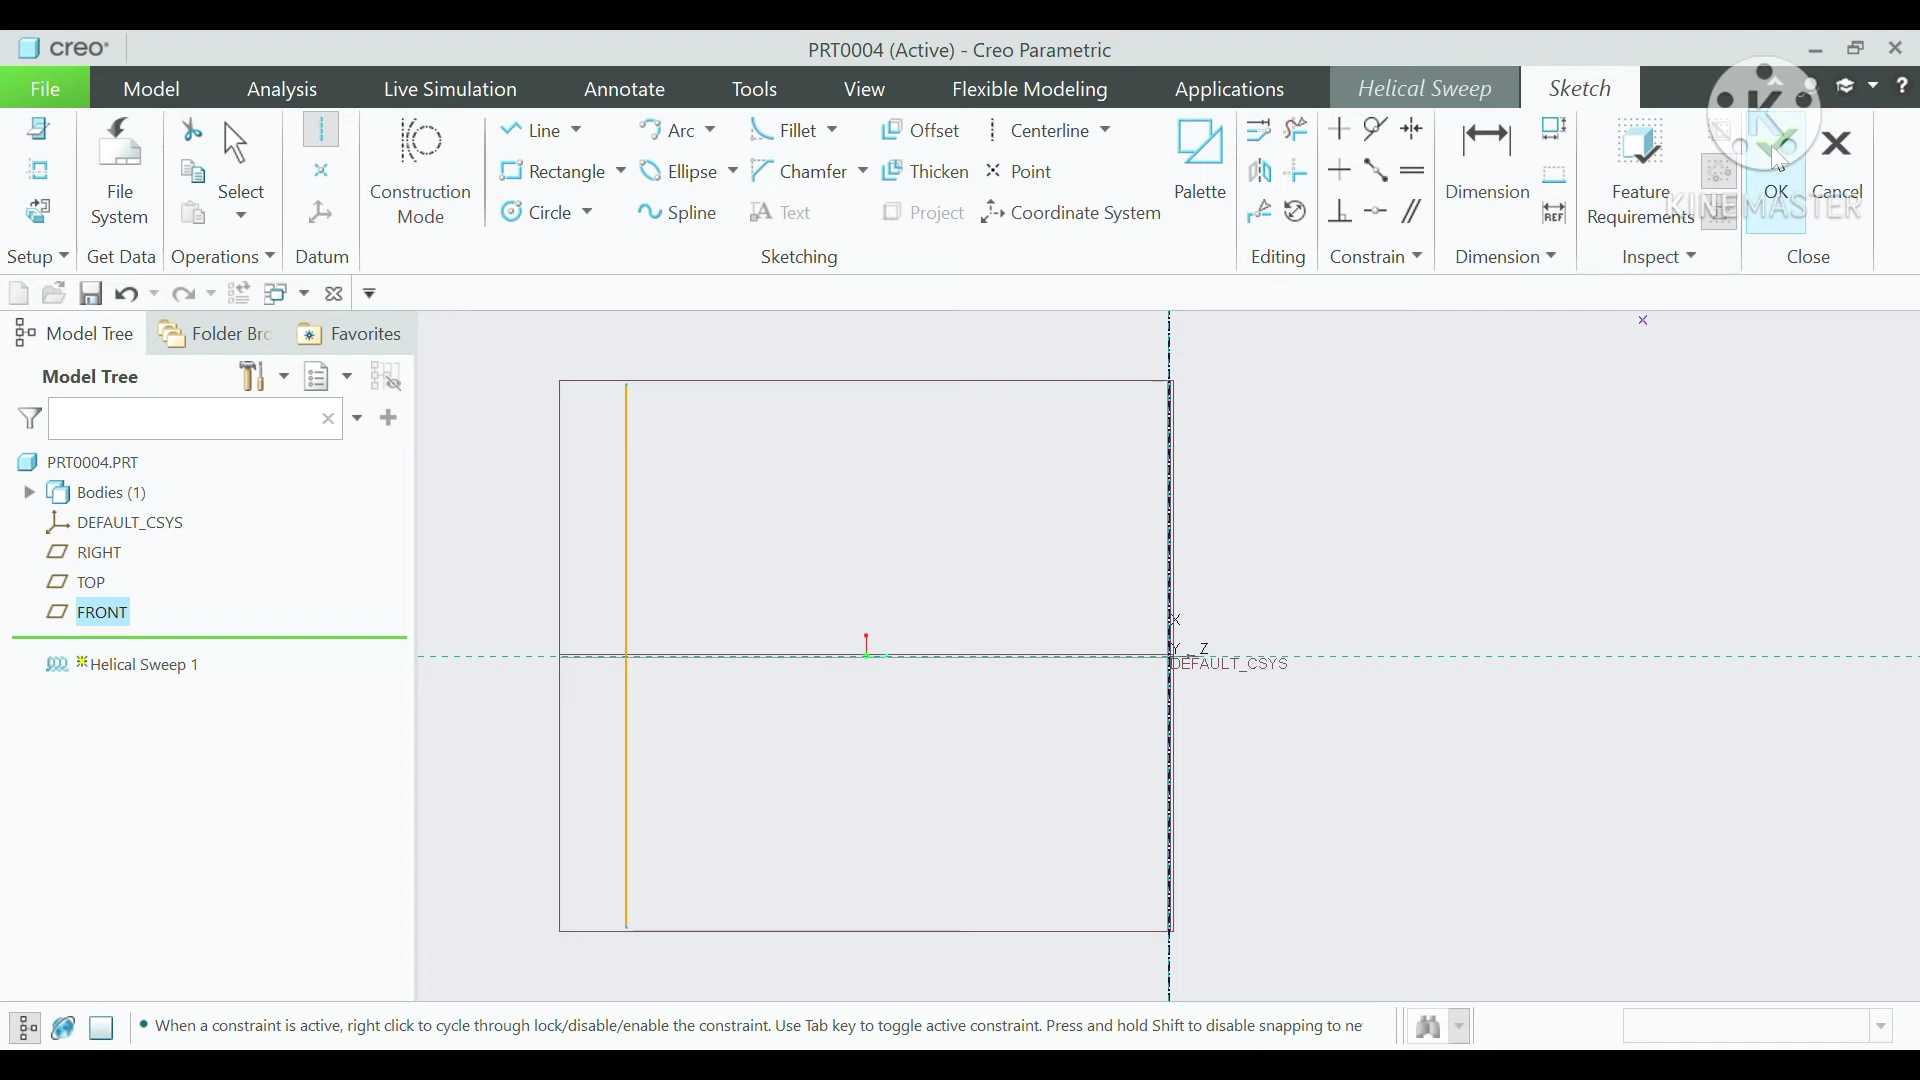 creo
PRT0004 (Active) - Creo Parametric
File Model Analysis Live Simulation Annotate Tools View Flexible Modeling Applications Helical Sweep Sketch
File System
Select
Construction Mode
Line Arc Fillet Offset Centerline
Rectangle Ellipse Chamfer Thicken Point
Circle Spline Text Project Coordinate System
Palette
Dimension
REF
Feature Requirements
OK Cancel
K
KINEMASTER
Setup Get Data Operations Datum Sketching Editing Constrain Dimension Inspect Close
Model Tree Folder Brc Favorites
Model Tree
PRT0004.PRT
Bodies (1)
DEFAULT_CSYS
RIGHT
TOP
FRONT
Helical Sweep 1
X
Y Z
DEFAULT_CSYS
• When a constraint is active, right click to cycle through lock/disable/enable the constraint. Use Tab key to toggle active constraint. Press and hold Shift to disable snapping to ne